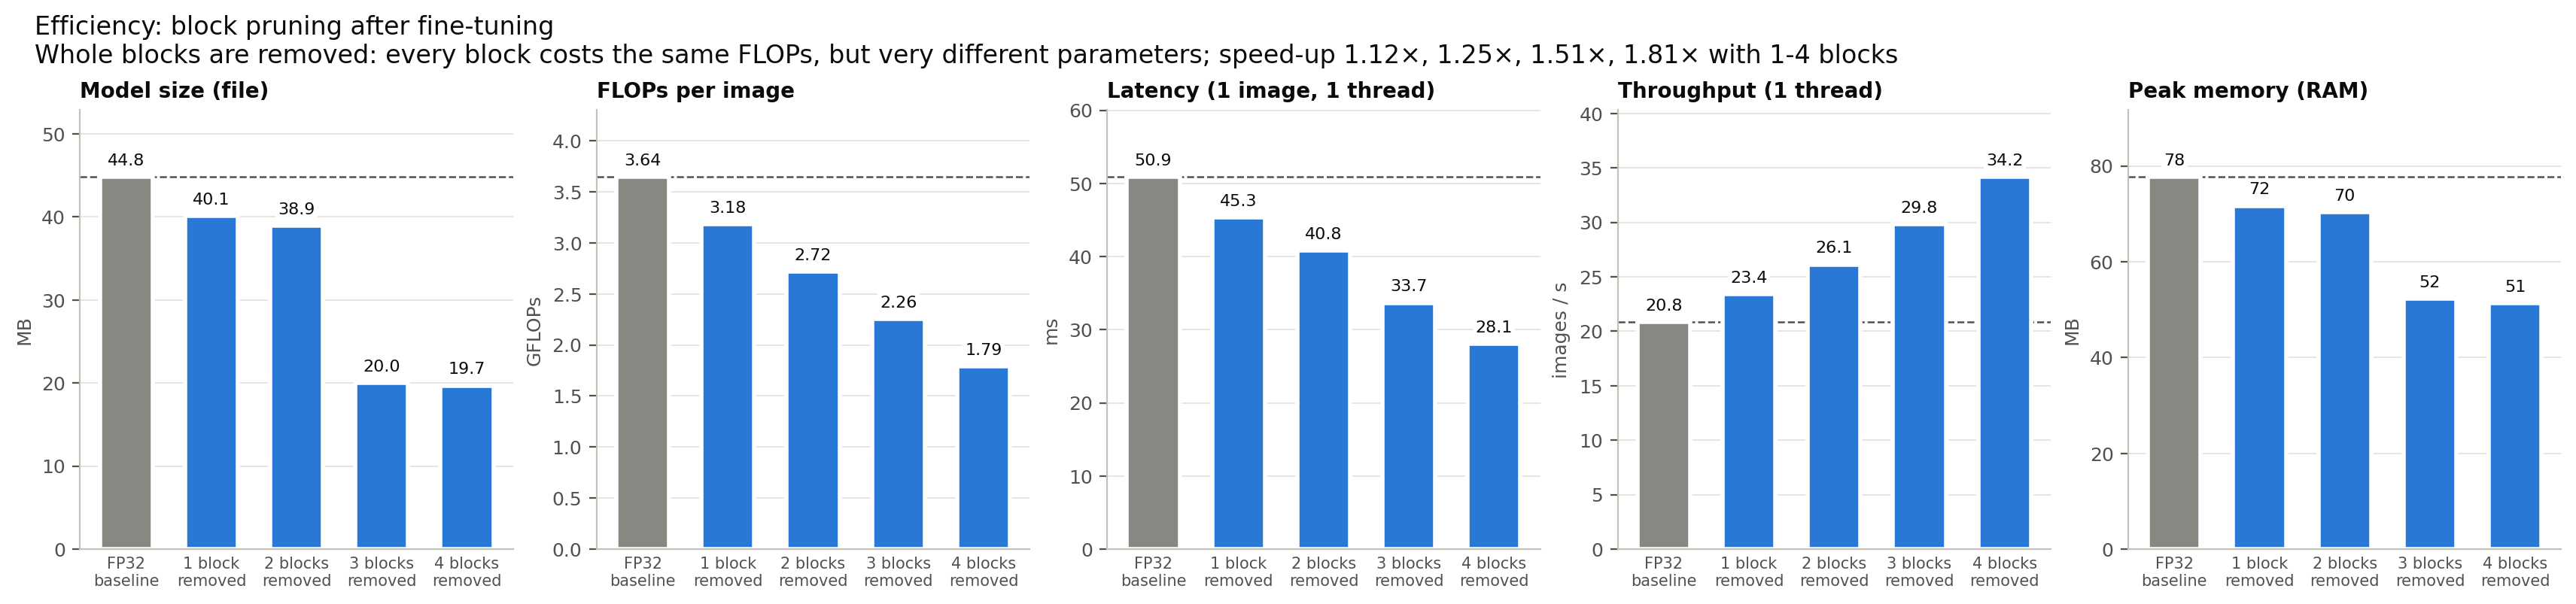 Efficiency: block pruning after fine-tuning
Whole blocks are removed: every block costs the same FLOPs, but very different parameters; speed-up 1.12×, 1.25×, 1.51×, 1.81× with 1-4 blocks
Model size (file)
MB
50
40
30
20
10
0
44.8
40.1
38.9
20.0
19.7
FP32 baseline
1 block removed
2 blocks removed
3 blocks removed
4 blocks removed
FLOPs per image
GFLOPs
4.0
3.5
3.0
2.5
2.0
1.5
1.0
0.5
0.0
3.64
3.18
2.72
2.26
1.79
FP32 baseline
1 block removed
2 blocks removed
3 blocks removed
4 blocks removed
Latency (1 image, 1 thread)
ms
60
50
40
30
20
10
0
50.9
45.3
40.8
33.7
28.1
FP32 baseline
1 block removed
2 blocks removed
3 blocks removed
4 blocks removed
Throughput (1 thread)
images / s
40
35
30
25
20
15
10
5
0
20.8
23.4
26.1
29.8
34.2
FP32 baseline
1 block removed
2 blocks removed
3 blocks removed
4 blocks removed
Peak memory (RAM)
MB
80
60
40
20
0
78
72
70
52
51
FP32 baseline
1 block removed
2 blocks removed
3 blocks removed
4 blocks removed